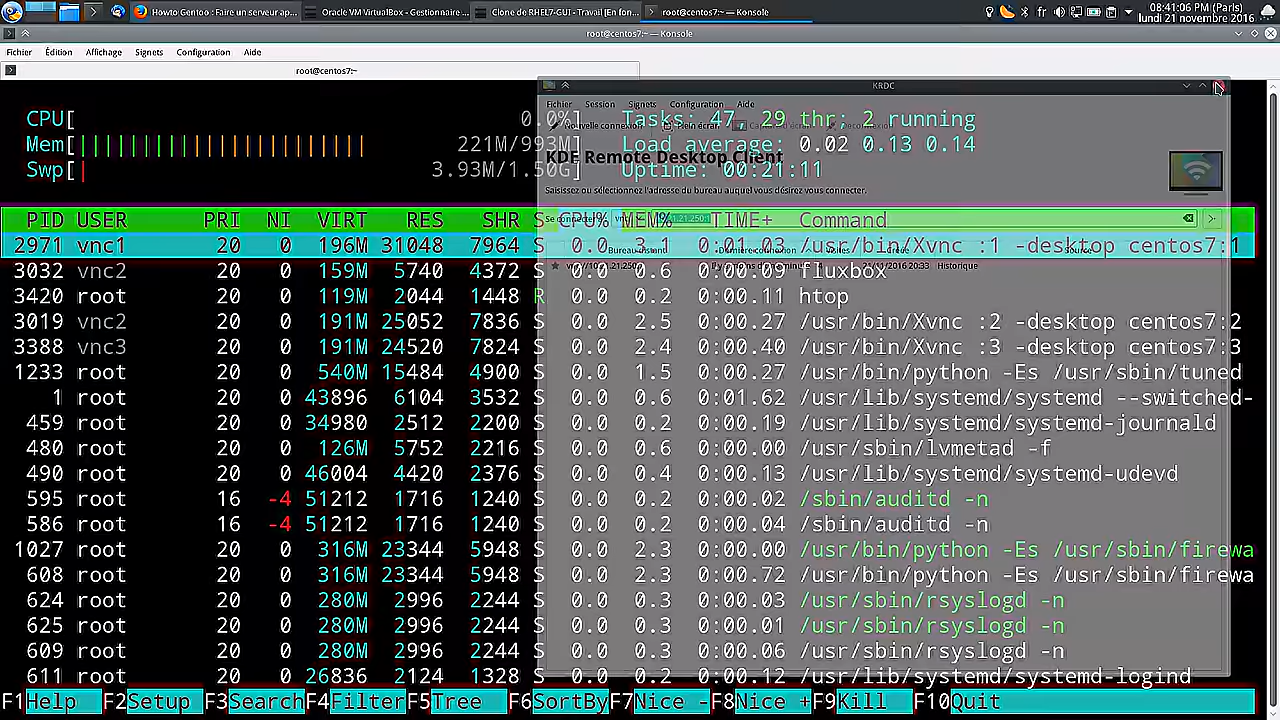 Howto Gentoo : Faire un serveur ap...
Oracle VM VirtualBox - Gestionnaire ...
Clone de RHEL7-GUI - Travail [En fon...
root@centos7:~ — Konsole
fr
08:41:06 PM (Paris)
lundi 21 novembre 2016
root@centos7:~ — Konsole
Fichier Édition Affichage Signets Configuration Aide
root@centos7:~
KRDC
Fichier Session Signets Configuration Aide
Nouvelle connexion Plein écran
KDE Remote Desktop Client
Saisissez ou sélectionnez l'adresse du bureau auquel vous désirez vous connecter.
CPU[ 0.0%] Tasks: 47, 29 thr: 2 running
Mem[ 221M/993M] Load average: 0.02 0.13 0.14
Swp[ 3.93M/1.50G] Uptime: 00:21:11
PID USER PRI NI VIRT RES SHR S CPU% MEM% TIME+ Command
2971 vnc1 20 0 196M 31048 7964 S 0.0 3.1 0:01.03 /usr/bin/Xvnc :1 -desktop centos7:1
3032 vnc2 20 0 159M 5740 4372 S 0.0 0.6 0:00.09 fluxbox
Historique
3420 root 20 0 119M 2044 1448 R 0.0 0.2 0:00.11 htop
3019 vnc2 20 0 191M 25052 7836 S 0.0 2.5 0:00.27 /usr/bin/Xvnc :2 -desktop centos7:2
3388 vnc3 20 0 191M 24520 7824 S 0.0 2.4 0:00.40 /usr/bin/Xvnc :3 -desktop centos7:3
1233 root 20 0 540M 15484 4900 S 0.0 1.5 0:00.27 /usr/bin/python -Es /usr/sbin/tuned
1 root 20 0 43896 6104 3532 S 0.0 0.6 0:01.62 /usr/lib/systemd/systemd --switched-
459 root 20 0 34980 2512 2200 S 0.0 0.2 0:00.19 /usr/lib/systemd/systemd-journald
480 root 20 0 126M 5752 2216 S 0.0 0.6 0:00.00 /usr/sbin/lvmetad -f
490 root 20 0 46004 4420 2376 S 0.0 0.4 0:00.13 /usr/lib/systemd/systemd-udevd
595 root 16 -4 51212 1716 1240 S 0.0 0.2 0:00.02 /sbin/auditd -n
586 root 16 -4 51212 1716 1240 S 0.0 0.2 0:00.04 /sbin/auditd -n
1027 root 20 0 316M 23344 5948 S 0.0 2.3 0:00.00 /usr/bin/python -Es /usr/sbin/firewa
608 root 20 0 316M 23344 5948 S 0.0 2.3 0:00.72 /usr/bin/python -Es /usr/sbin/firewa
624 root 20 0 280M 2996 2244 S 0.0 0.3 0:00.03 /usr/sbin/rsyslogd -n
625 root 20 0 280M 2996 2244 S 0.0 0.3 0:00.01 /usr/sbin/rsyslogd -n
609 root 20 0 280M 2996 2244 S 0.0 0.3 0:00.06 /usr/sbin/rsyslogd -n
611 root 20 0 26836 2124 1328 S 0.0 0.2 0:00.12 /usr/lib/systemd/systemd-logind
F1Help F2Setup F3SearchF4FilterF5Tree F6SortByF7Nice -F8Nice +F9Kill F10Quit